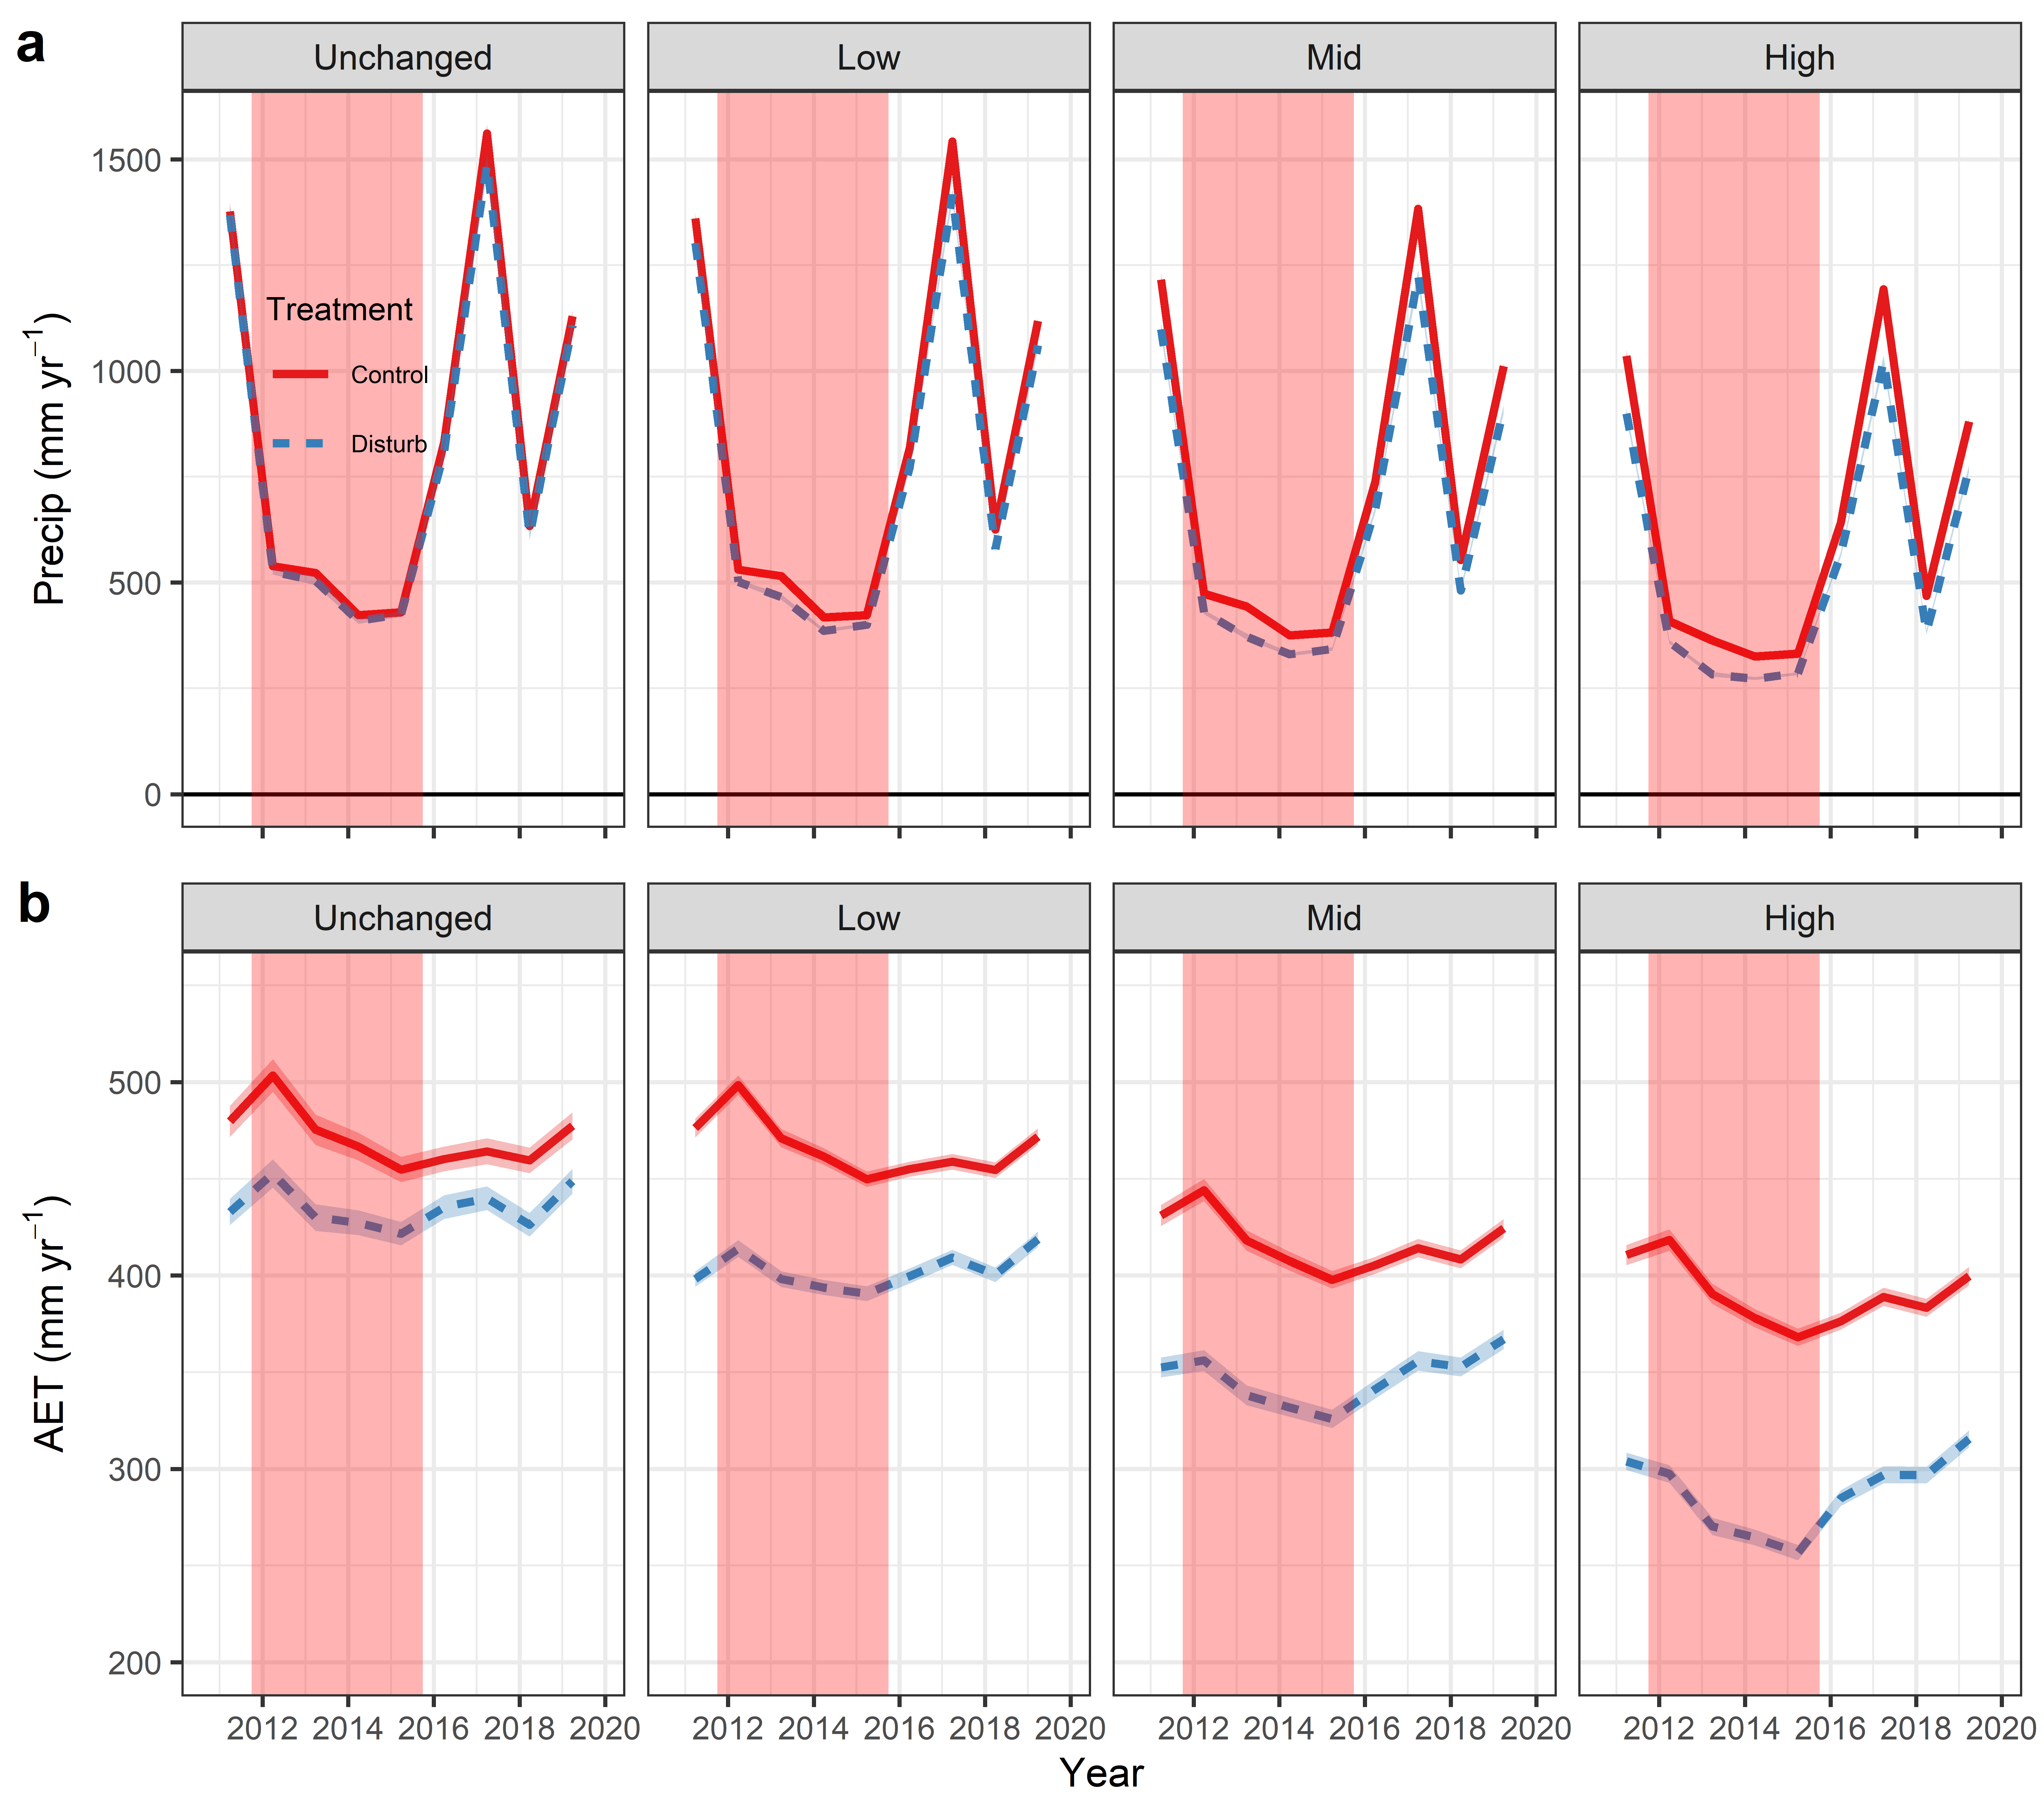 a
Unchanged Low Mid High
Precip (mm yr⁻¹)
1500
1000
500
0
Treatment
Control
Disturb
b
Unchanged Low Mid High
AET (mm yr⁻¹)
500
400
300
200
2012 2014 2016 2018 2020 2012 2014 2016 2018 2020 2012 2014 2016 2018 2020 2012 2014 2016 2018 2020
Year